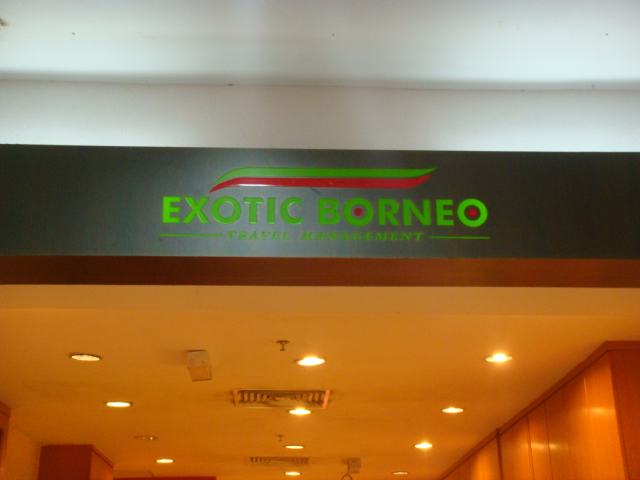 EXOTIC BORNEO
TRAVEL MANAGEMENT